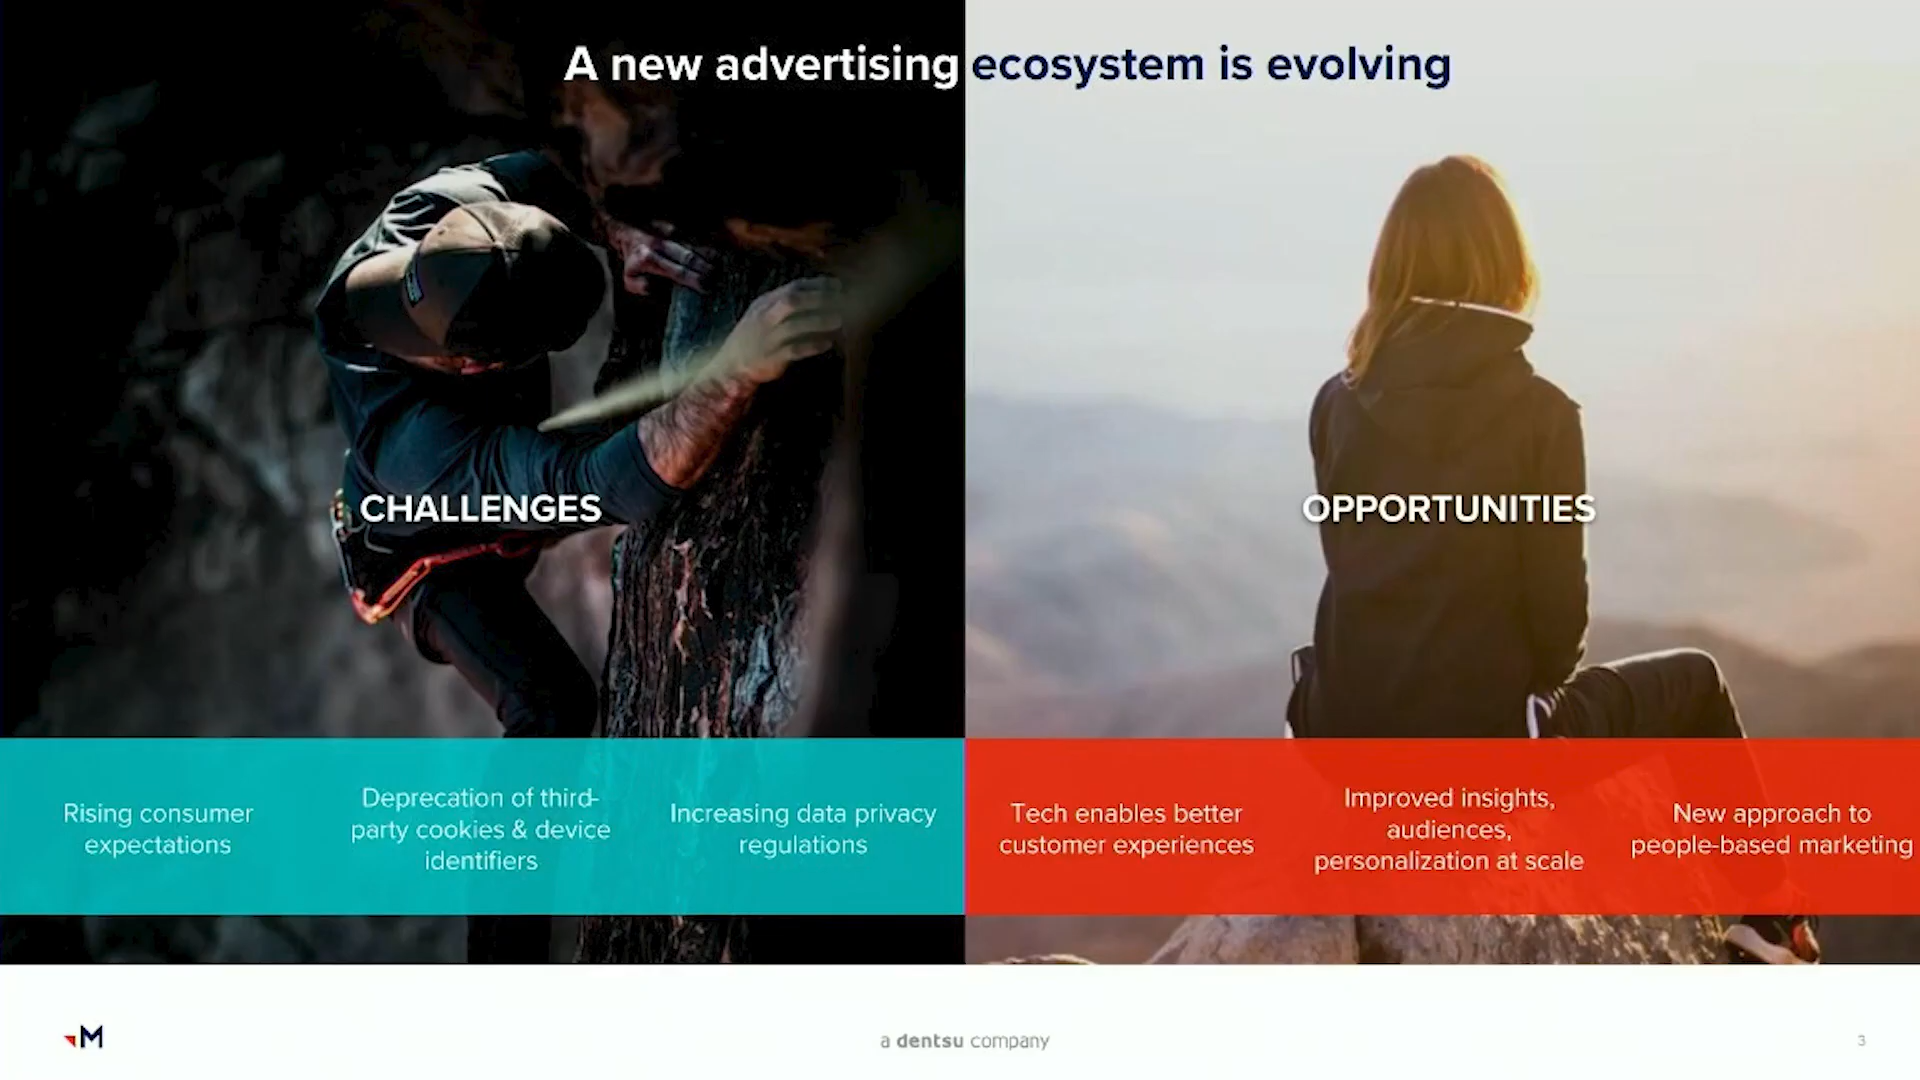 A new advertising ecosystem is evolving
CHALLENGES
OPPORTUNITIES
Rising consumer
expectations
Deprecation of third-
party cookies & device
identifiers
Increasing data privacy
regulations
Tech enables better
customer experiences
Improved insights,
audiences,
personalization at scale
New approach to
people-based marketing
M
a dentsu company
3